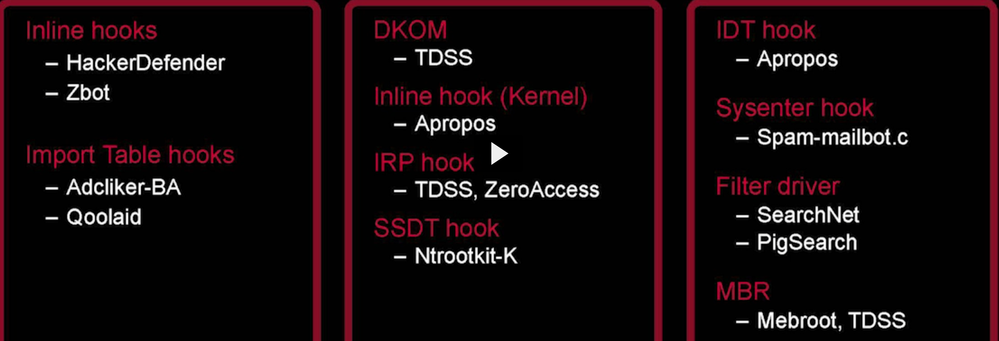 Inline hooks
– HackerDefender
– Zbot
Import Table hooks
– Adcliker-BA
– Qoolaid
DKOM
– TDSS
Inline hook (Kernel)
– Apropos
IRP hook
– TDSS, ZeroAccess
SSDT hook
– Ntrootkit-K
IDT hook
– Apropos
Sysenter hook
– Spam-mailbot.c
Filter driver
– SearchNet
– PigSearch
MBR
– Mebroot, TDSS